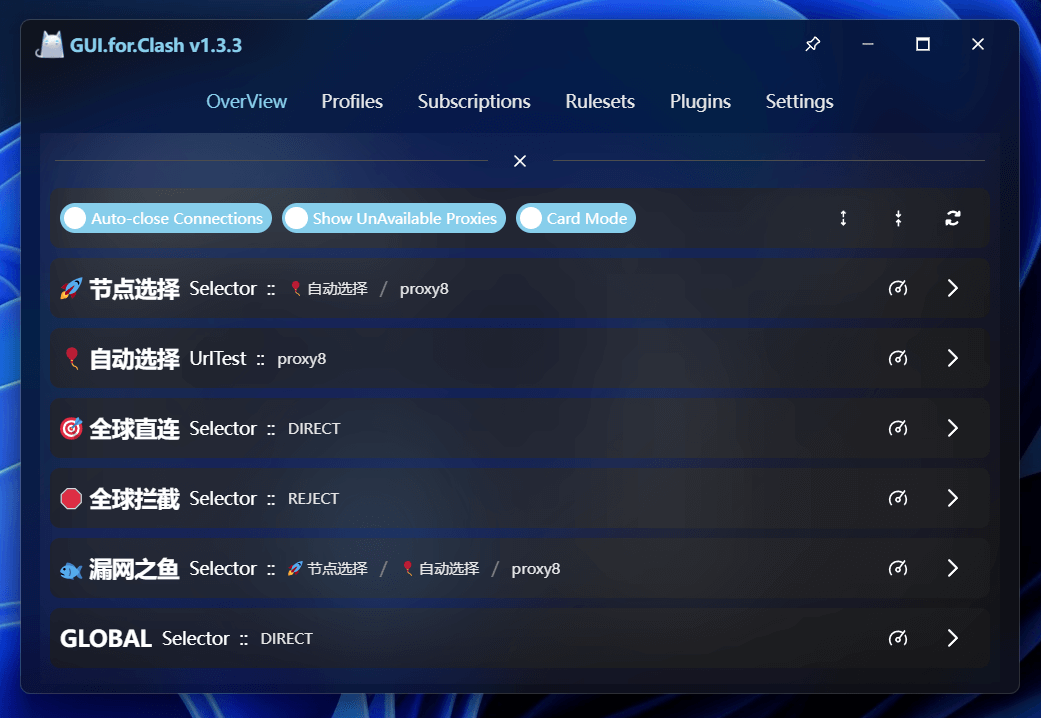 GUI.for.Clash v1.3.3
OverView Profiles Subscriptions Rulesets Plugins Settings
Auto-close Connections Show UnAvailable Proxies Card Mode
🚀 节点选择 Selector :: 🎈 自动选择 / proxy8
🎈 自动选择 UrlTest :: proxy8
🎯 全球直连 Selector :: DIRECT
🛑 全球拦截 Selector :: REJECT
🐟 漏网之鱼 Selector :: 🚀 节点选择 / 🎈 自动选择 / proxy8
GLOBAL Selector :: DIRECT